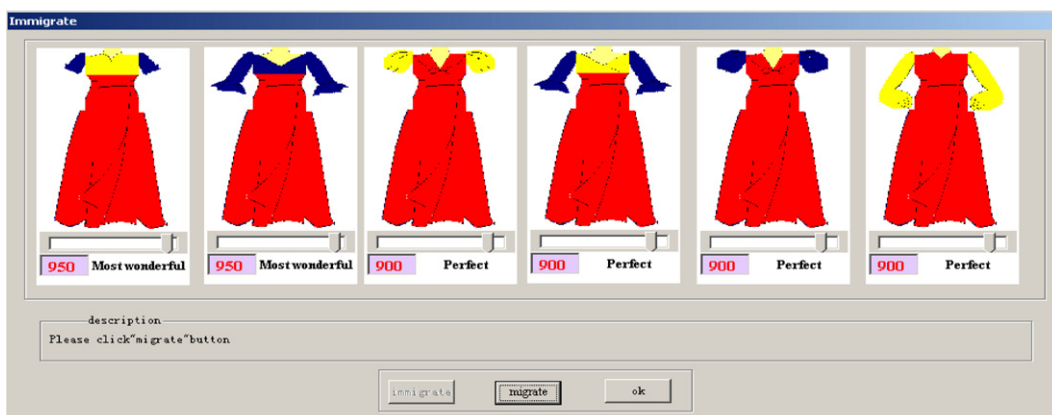 Immigrate
950 Most wonderful
950 Most wonderful
900 Perfect
900 Perfect
900 Perfect
900 Perfect
description
Please click"migrate"button
immigrate
migrate
ok